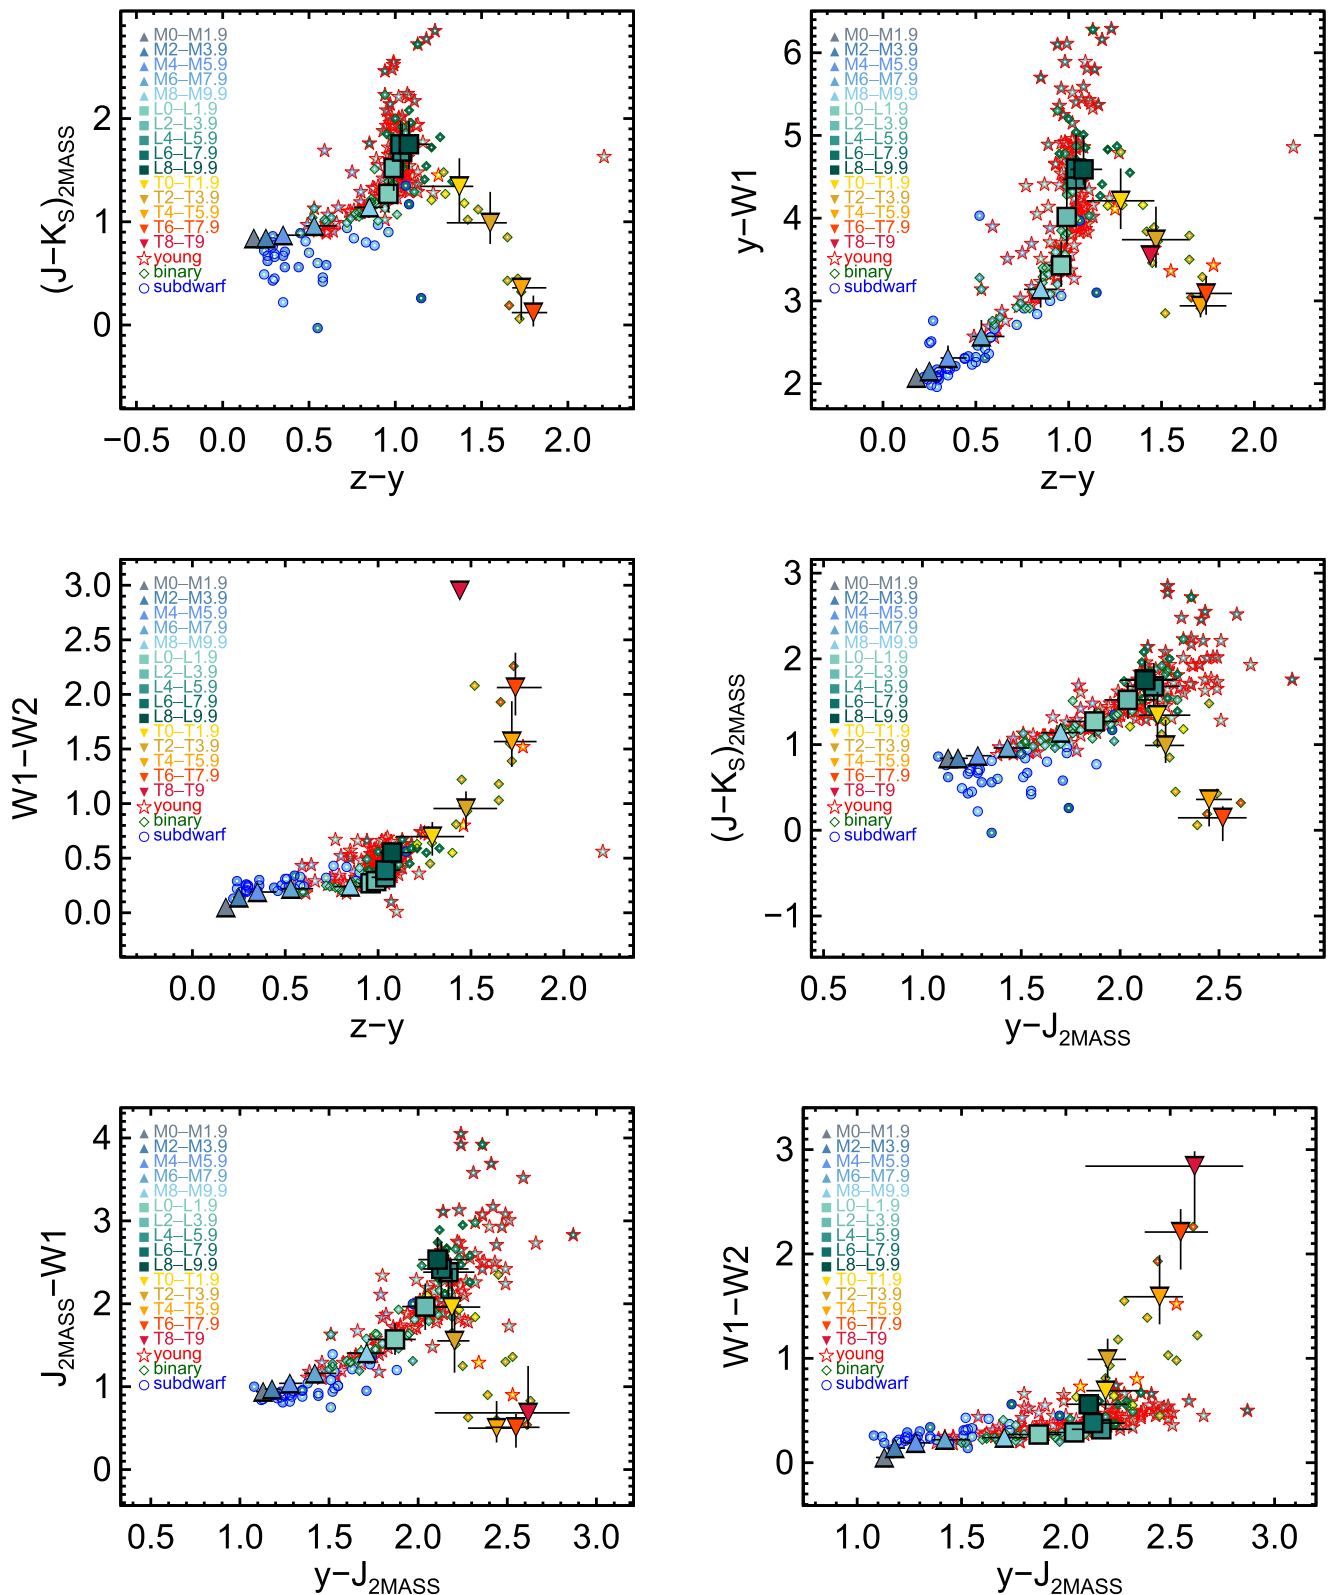 M0−M1.9
M2−M3.9
M4−M5.9
M6−M7.9
M8−M9.9
L0−L1.9
L2−L3.9
L4−L5.9
L6−L7.9
L8−L9.9
T0−T1.9
T2−T3.9
T4−T5.9
T6−T7.9
T8−T9
young
binary
subdwarf
2
1
0
(J−KS)2MASS
−0.5 0.0 0.5 1.0 1.5 2.0
z−y
M0−M1.9
M2−M3.9
M4−M5.9
M6−M7.9
M8−M9.9
L0−L1.9
L2−L3.9
L4−L5.9
L6−L7.9
L8−L9.9
T0−T1.9
T2−T3.9
T4−T5.9
T6−T7.9
T8−T9
young
binary
subdwarf
6
5
4
3
2
y−W1
0.0 0.5 1.0 1.5 2.0
z−y
M0−M1.9
M2−M3.9
M4−M5.9
M6−M7.9
M8−M9.9
L0−L1.9
L2−L3.9
L4−L5.9
L6−L7.9
L8−L9.9
T0−T1.9
T2−T3.9
T4−T5.9
T6−T7.9
T8−T9
young
binary
subdwarf
3.0
2.5
2.0
1.5
1.0
0.5
0.0
W1−W2
0.0 0.5 1.0 1.5 2.0
z−y
M0−M1.9
M2−M3.9
M4−M5.9
M6−M7.9
M8−M9.9
L0−L1.9
L2−L3.9
L4−L5.9
L6−L7.9
L8−L9.9
T0−T1.9
T2−T3.9
T4−T5.9
T6−T7.9
T8−T9
young
binary
subdwarf
3
2
1
0
−1
(J−KS)2MASS
0.5 1.0 1.5 2.0 2.5
y−J2MASS
M0−M1.9
M2−M3.9
M4−M5.9
M6−M7.9
M8−M9.9
L0−L1.9
L2−L3.9
L4−L5.9
L6−L7.9
L8−L9.9
T0−T1.9
T2−T3.9
T4−T5.9
T6−T7.9
T8−T9
young
binary
subdwarf
4
3
2
1
0
J2MASS−W1
0.5 1.0 1.5 2.0 2.5 3.0
y−J2MASS
M0−M1.9
M2−M3.9
M4−M5.9
M6−M7.9
M8−M9.9
L0−L1.9
L2−L3.9
L4−L5.9
L6−L7.9
L8−L9.9
T0−T1.9
T2−T3.9
T4−T5.9
T6−T7.9
T8−T9
young
binary
subdwarf
3
2
1
0
W1−W2
1.0 1.5 2.0 2.5 3.0
y−J2MASS